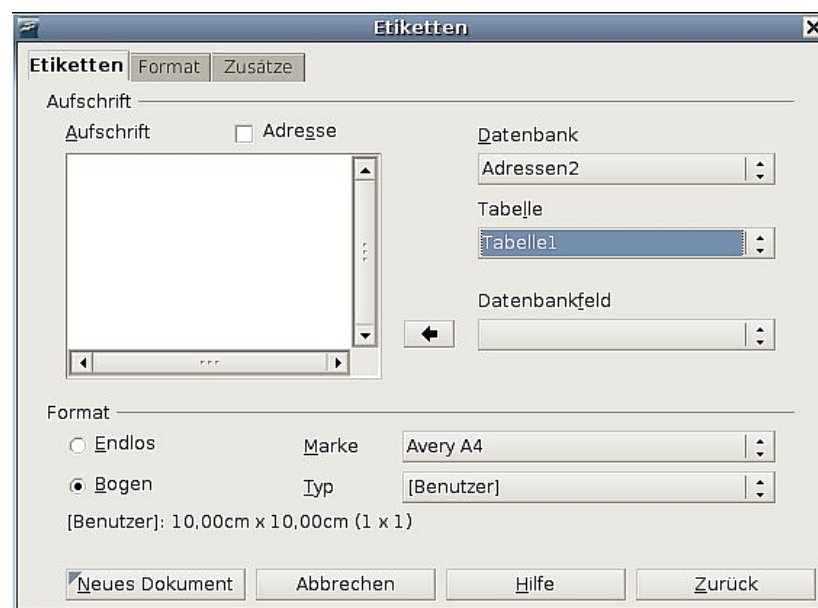 Etiketten
Etiketten Format Zusätze
Aufschrift
Aufschrift Adresse
Datenbank
Adressen2
Tabelle
Tabelle1
Datenbankfeld
Format
Endlos
Marke Avery A4
Bogen
Typ [Benutzer]
[Benutzer]: 10,00cm x 10,00cm (1 x 1)
Neues Dokument Abbrechen Hilfe Zurück